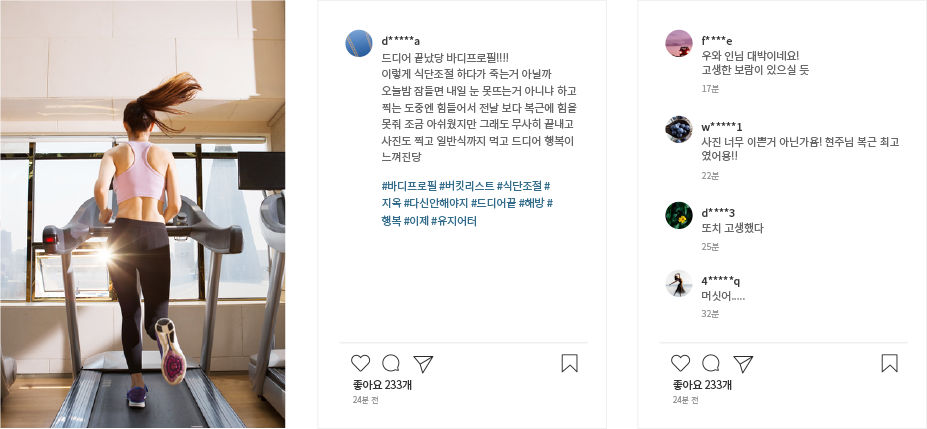 d*****a
드디어 끝났당 바디프로필!!!!
이렇게 식단조절 하다가 죽는거 아닐까
오늘밤 잠들면 내일 눈 못뜨는거 아니냐 하고
찍는 도중엔 힘들어서 전날 보다 복근에 힘을
못줘 조금 아쉬웠지만 그래도 무사히 끝내고
사진도 찍고 일반식까지 먹고 드디어 행복이
느껴진당
#바디프로필 #버킷리스트 #식단조절 #
지옥 #다신안해야지 #드디어끝 #해방 #
행복 #이제 #유지어터
좋아요 233개
24분 전
f****e
우와 인님 대박이네요!
고생한 보람이 있으실 듯
17분
w*****1
사진 너무 이쁜거 아닌가욤! 현주님 복근 최고
였어용!!
22분
d****3
또치 고생했다
25분
4*****q
머싯어.....
32분
좋아요 233개
24분 전